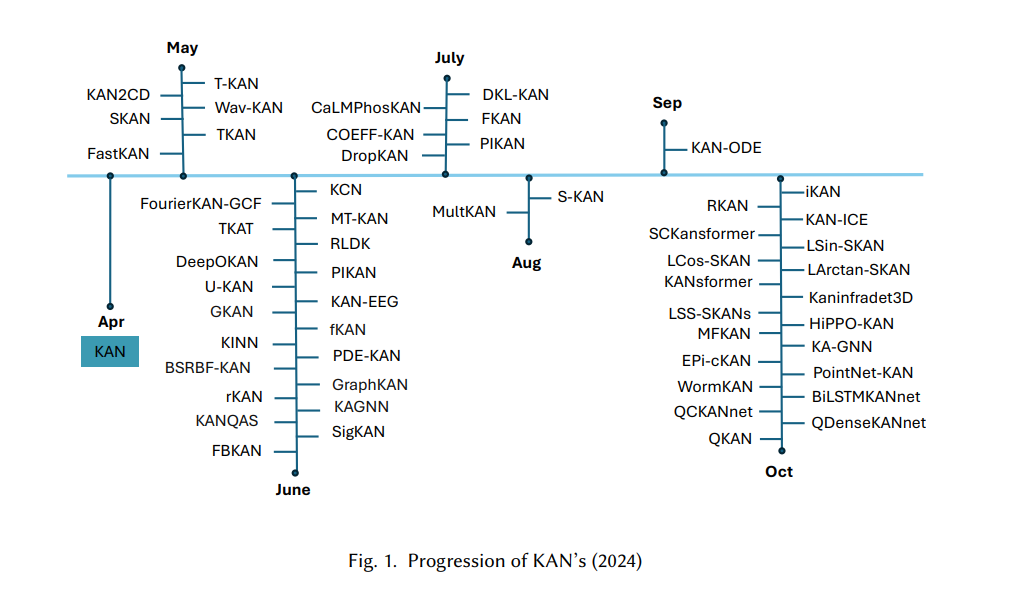 May
KAN2CD
SKAN
FastKAN
T-KAN
Wav-KAN
TKAN
July
CaLMPhosKAN
COEFF-KAN
DropKAN
DKL-KAN
FKAN
PIKAN
Sep
KAN-ODE
Apr
KAN
FourierKAN-GCF
TKAT
DeepOKAN
U-KAN
GKAN
KINN
BSRBF-KAN
rKAN
KANQAS
FBKAN
KCN
MT-KAN
RLDK
PIKAN
KAN-EEG
fKAN
PDE-KAN
GraphKAN
KAGNN
SigKAN
June
MultKAN
S-KAN
Aug
RKAN
SCKansformer
LCos-SKAN
KANsformer
LSS-SKANs
MFKAN
EPi-cKAN
WormKAN
QCKANnet
QKAN
iKAN
KAN-ICE
LSin-SKAN
LArctan-SKAN
Kaninfradet3D
HiPPO-KAN
KA-GNN
PointNet-KAN
BiLSTMKANnet
QDenseKANnet
Oct
Fig. 1. Progression of KAN's (2024)